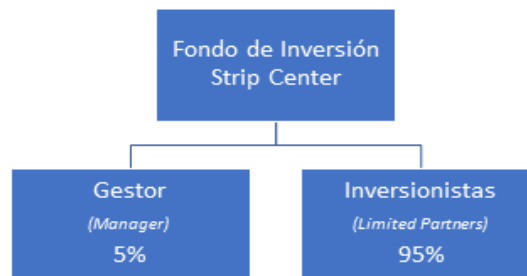 Fondo de Inversión
Strip Center
Gestor
(Manager)
5%
Inversionistas
(Limited Partners)
95%